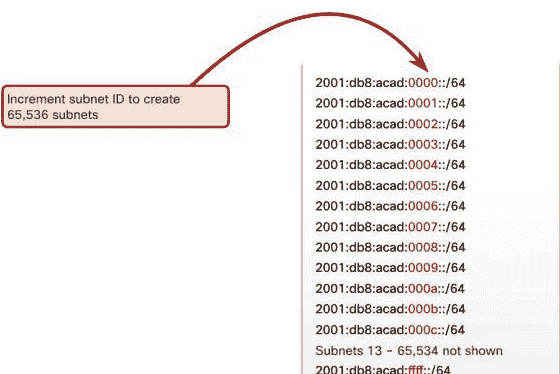 Increment subnet ID to create
65,536 subnets
2001:db8:acad:0000::/64
2001:db8:acad:0001::/64
2001:db8:acad:0002::/64
2001:db8:acad:0003::/64
2001:db8:acad:0004::/64
2001:db8:acad:0005::/64
2001:db8:acad:0006::/64
2001:db8:acad:0007::/64
2001:db8:acad:0008::/64
2001:db8:acad:0009::/64
2001:db8:acad:000a::/64
2001:db8:acad:000b::/64
2001:db8:acad:000c::/64
Subnets 13 – 65,534 not shown
2001:db8:acad:ffff::/64